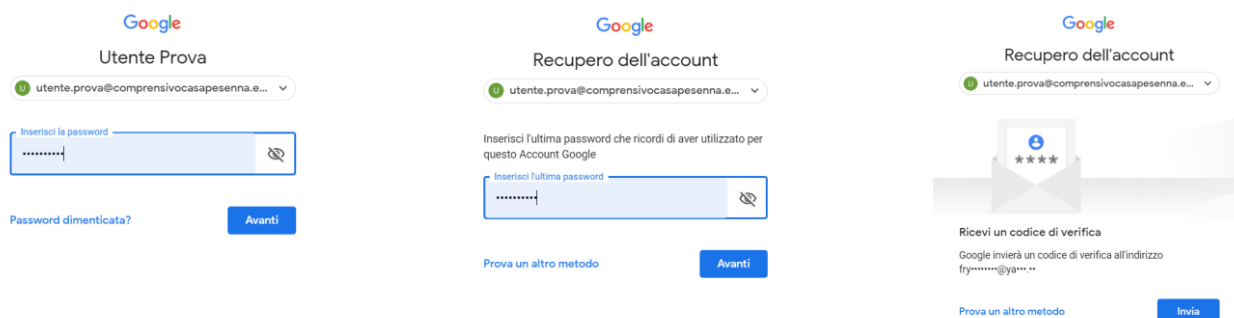 Google
Utente Prova
U utente.prova@comprensivocasapesenna.e...
Inserisci la password
••••••••••
Password dimenticata?
Avanti
Google
Recupero dell'account
U utente.prova@comprensivocasapesenna.e...
Inserisci l'ultima password che ricordi di aver utilizzato per
questo Account Google
Inserisci l'ultima password
••••••••••
Prova un altro metodo
Avanti
Google
Recupero dell'account
U utente.prova@comprensivocasapesenna.e...
****
Ricevi un codice di verifica
Google invierà un codice di verifica all'indirizzo
fry••••••••@ya•••.••
Prova un altro metodo
Invia